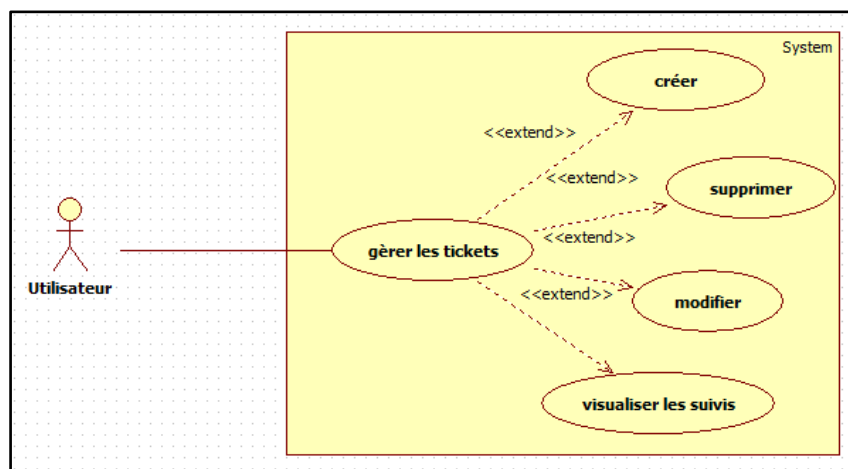 System
créer
<<extend>>
<<extend>>
supprimer
<<extend>>
gèrer les tickets
<<extend>>
modifier
Utilisateur
visualiser les suivis